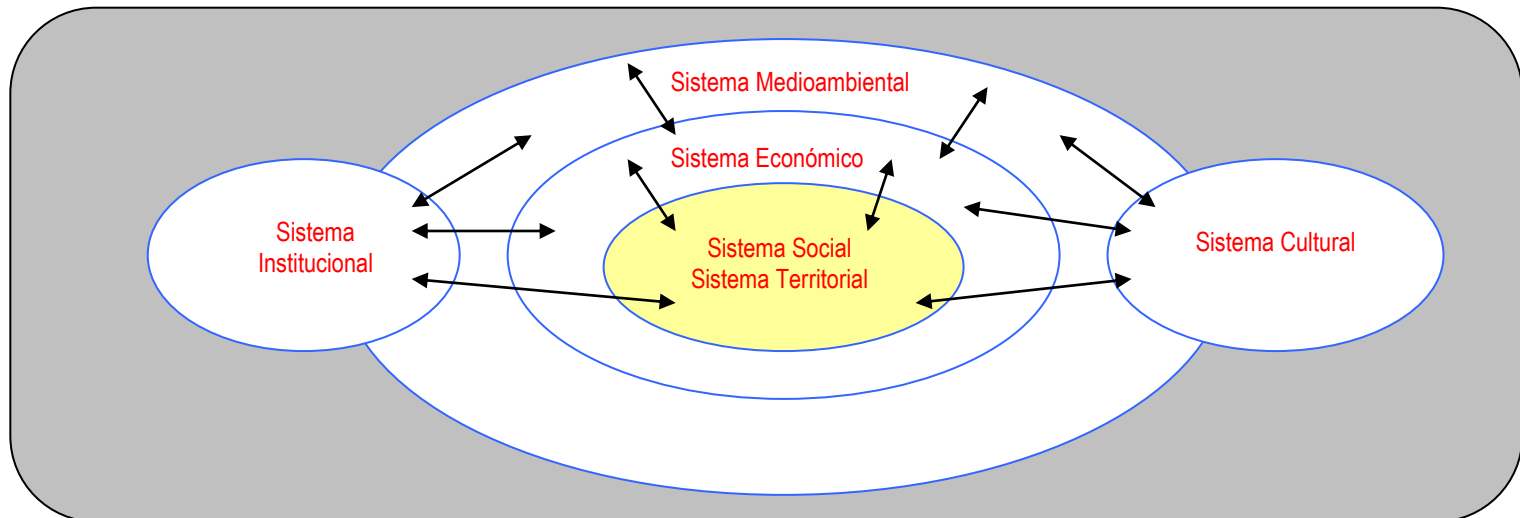 Sistema Medioambiental
Sistema Económico
Sistema
Institucional
Sistema Social
Sistema Territorial
Sistema Cultural